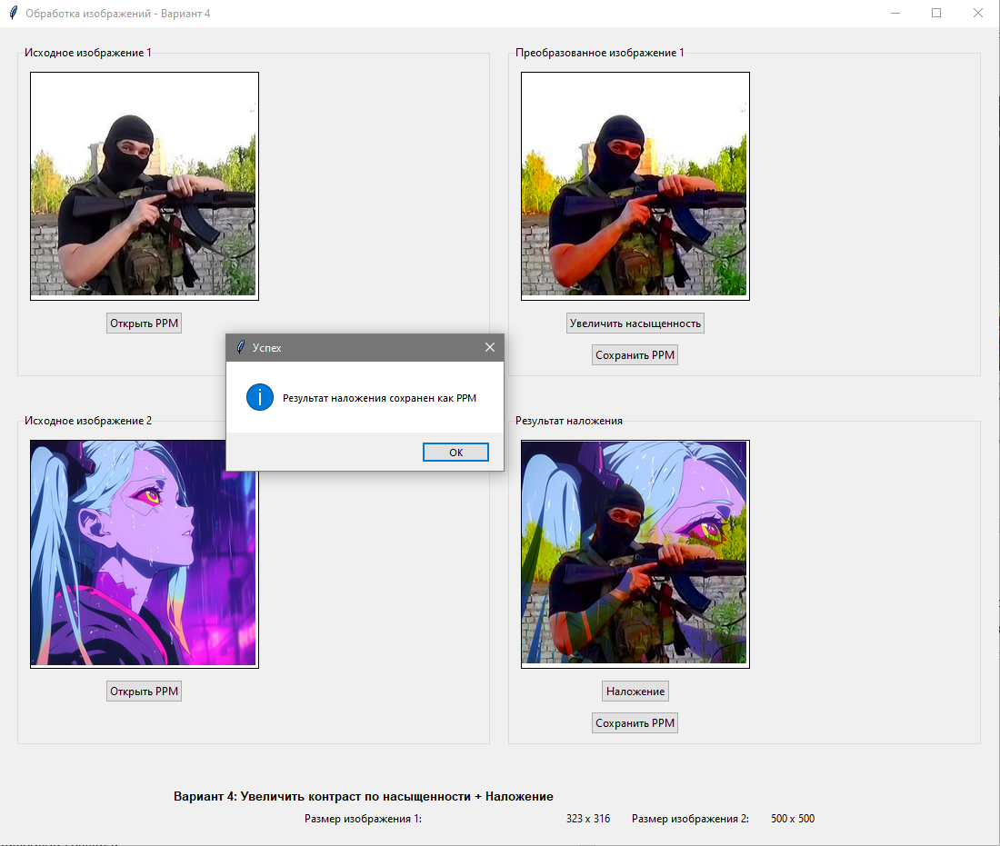 Обработка изображений - Вариант 4
Исходное изображение 1
Преобразованное изображение 1
Открыть PPM
Увеличить насыщенность
Сохранить PPM
Успех
Результат наложения сохранен как PPM
OK
Исходное изображение 2
Результат наложения
Открыть PPM
Наложение
Сохранить PPM
Вариант 4: Увеличить контраст по насыщенности + Наложение
Размер изображения 1: 323 x 316 Размер изображения 2: 500 x 500